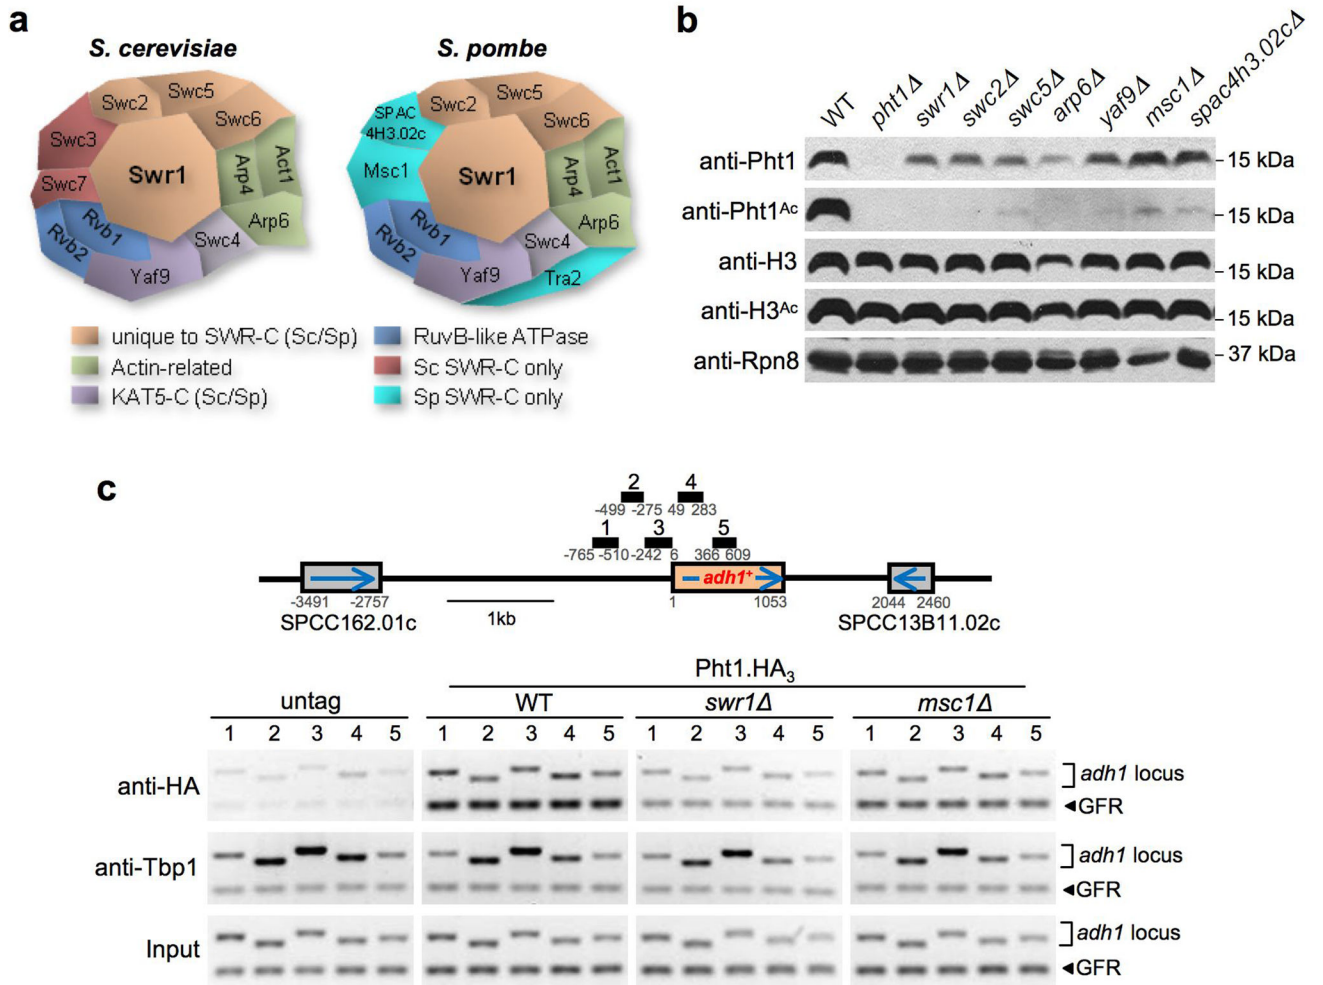 a
S. cerevisiae
S. pombe
Swc2
Swc5
Swc6
Swc3
Swc7
Swr1
Arp4
Act1
Arp6
Swc4
Rvb1
Rvb2
Yaf9
SPAC
4H3.02c
Swc2
Swc5
Swc6
Msc1
Swr1
Arp4
Act1
Arp6
Swc4
Rvb1
Rvb2
Yaf9
Tra2
unique to SWR-C (Sc/Sp)
Actin-related
KAT5-C (Sc/Sp)
RuvB-like ATPase
Sc SWR-C only
Sp SWR-C only
b
WT pht1Δ swr1Δ swc2Δ swc5Δ arp6Δ yaf9Δ msc1Δ spac4h3.02cΔ
anti-Pht1 15 kDa
anti-Pht1ᴬᶜ 15 kDa
anti-H3 15 kDa
anti-H3ᴬᶜ 15 kDa
anti-Rpn8 37 kDa
c
2 4
-499 -275 49 283
1 3 5
-765 -510 -242 6 366 609
adh1⁺
-3491 -2757 1 1053 2044 2460
SPCC162.01c
1kb
SPCC13B11.02c
Pht1.HA₃
untag WT swr1Δ msc1Δ
1 2 3 4 5 1 2 3 4 5 1 2 3 4 5 1 2 3 4 5
anti-HA
adh1 locus
◄GFR
anti-Tbp1
adh1 locus
◄GFR
Input
adh1 locus
◄GFR